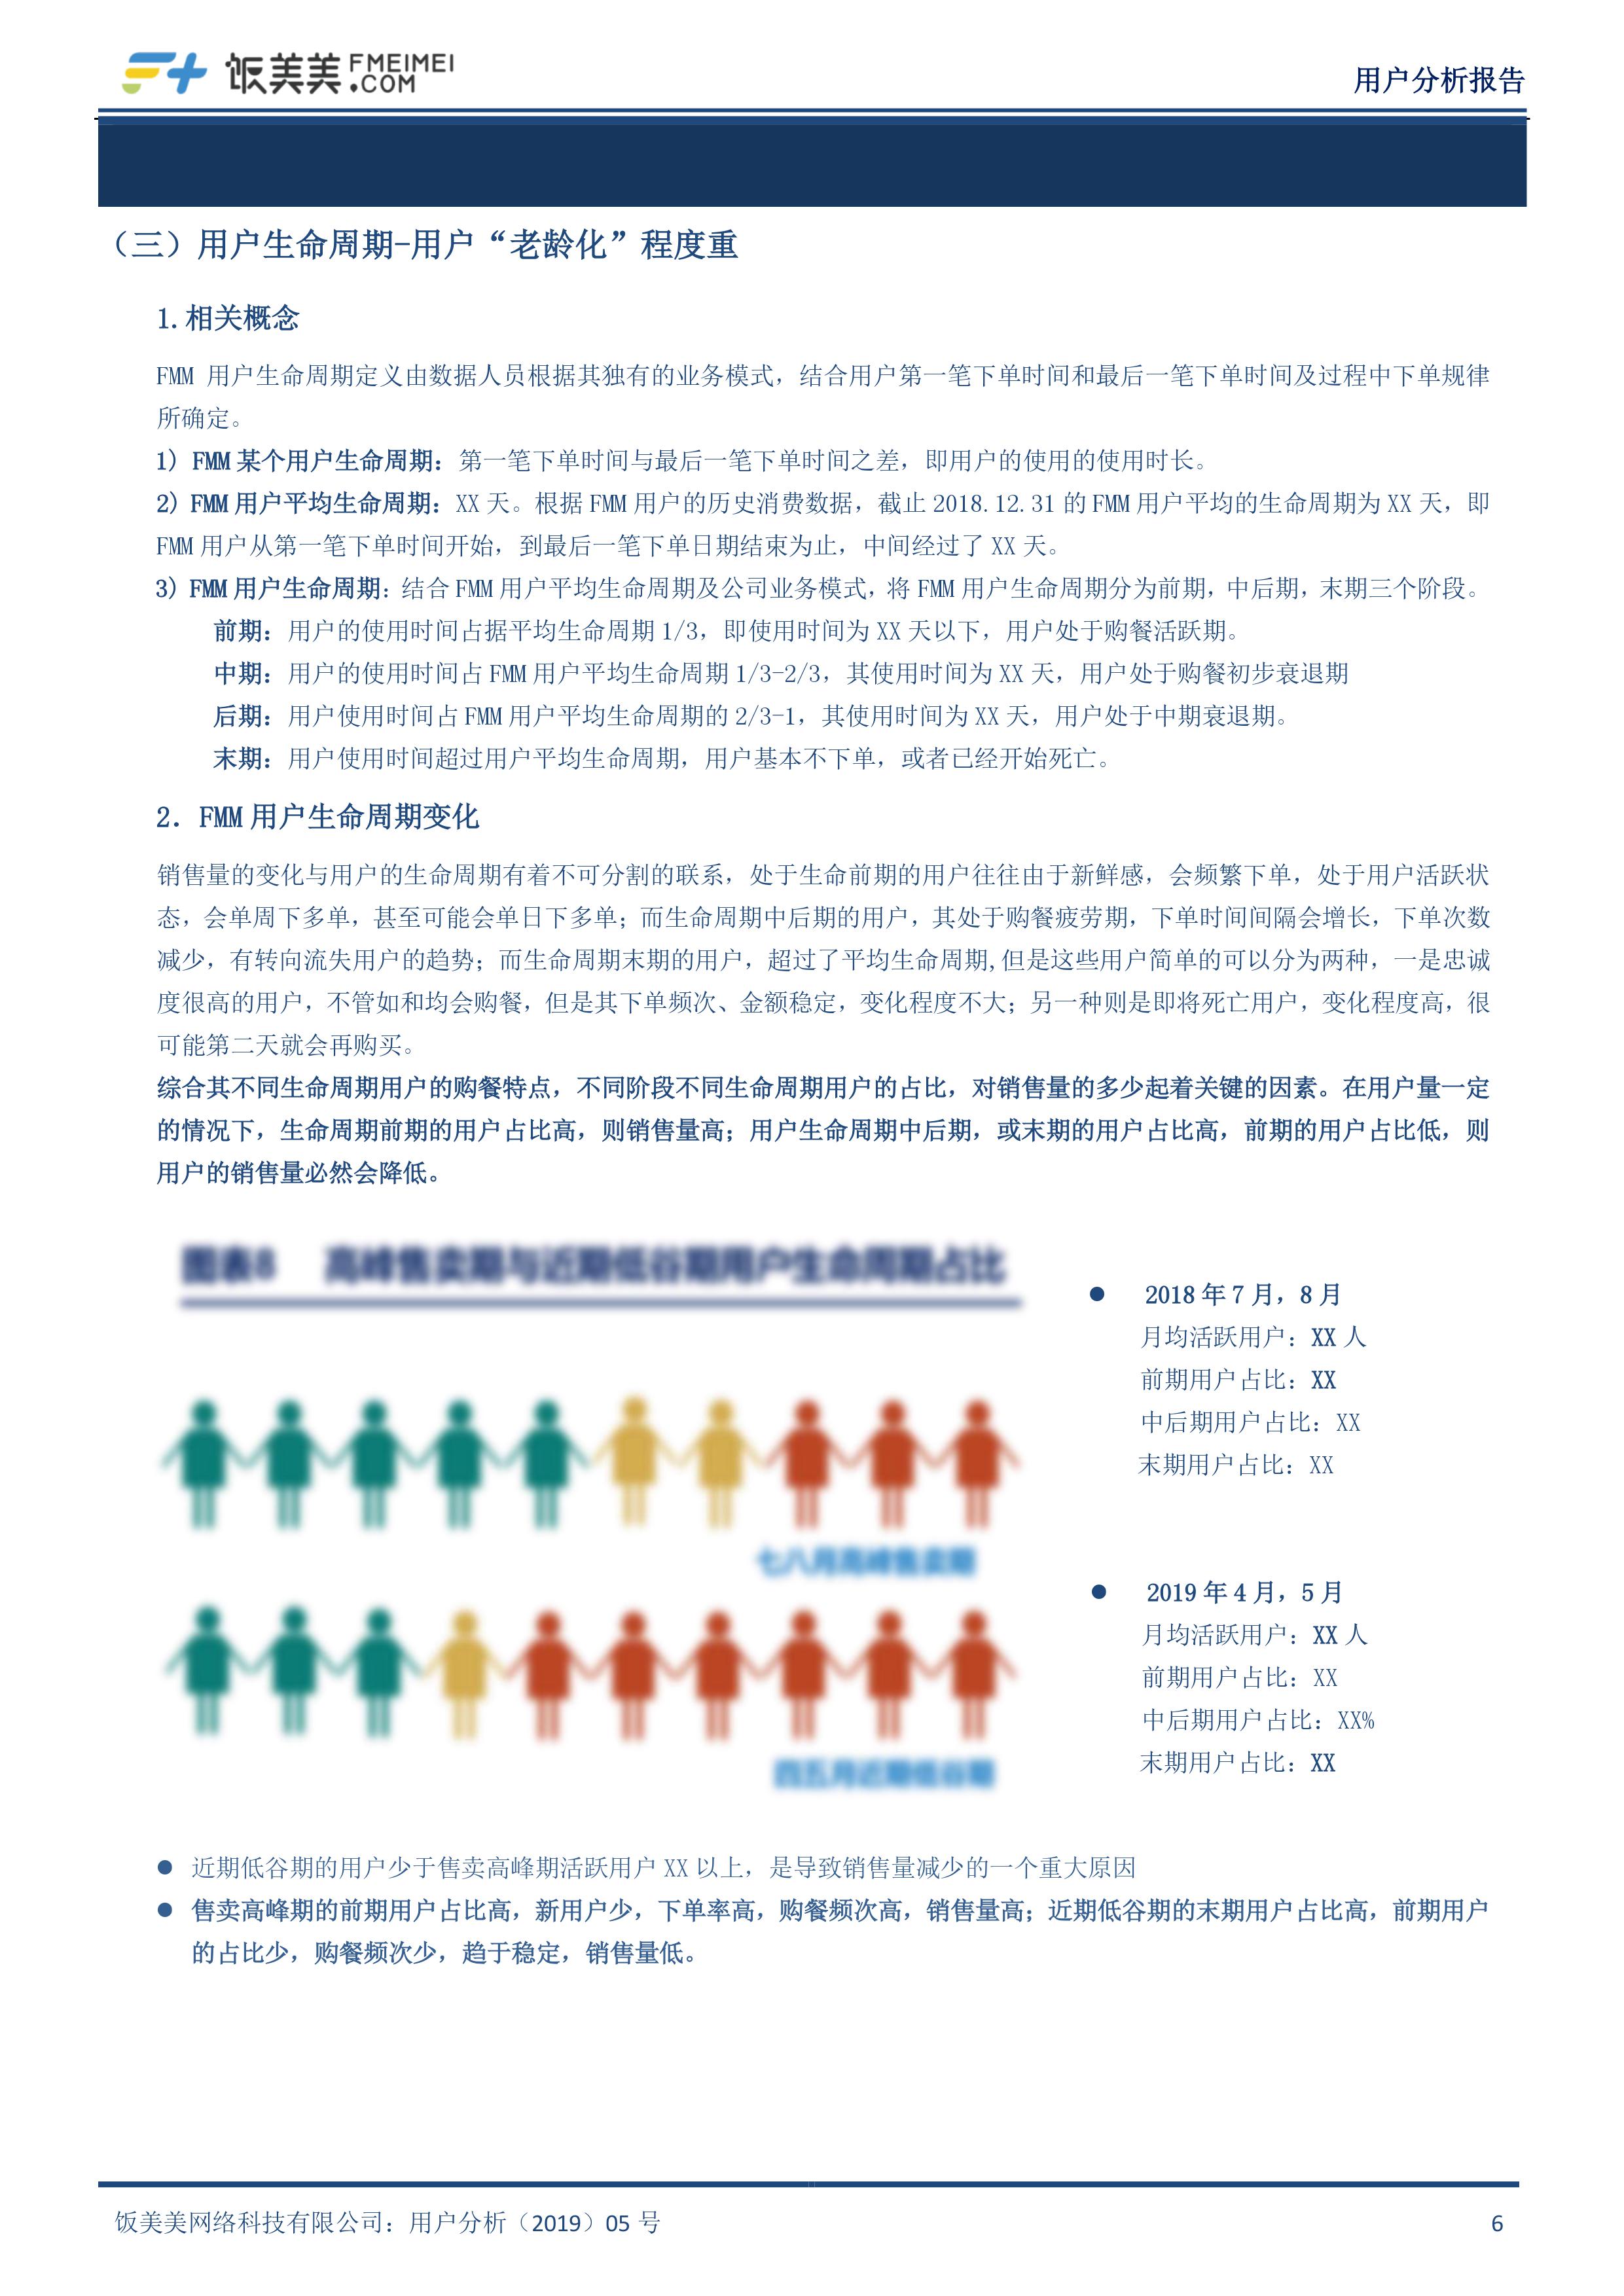 饭美美 FMEIMEI
.COM
用户分析报告
（三）用户生命周期-用户“老龄化”程度重
1.相关概念
FMM 用户生命周期定义由数据人员根据其独有的业务模式，结合用户第一笔下单时间和最后一笔下单时间及过程中下单规律
所确定。
1）FMM 某个用户生命周期：第一笔下单时间与最后一笔下单时间之差，即用户的使用的使用时长。
2）FMM 用户平均生命周期：XX 天。根据 FMM 用户的历史消费数据，截止 2018.12.31 的 FMM 用户平均的生命周期为 XX 天，即
FMM 用户从第一笔下单时间开始，到最后一笔下单日期结束为止，中间经过了 XX 天。
3）FMM 用户生命周期：结合 FMM 用户平均生命周期及公司业务模式，将 FMM 用户生命周期分为前期，中后期，末期三个阶段。
前期：用户的使用时间占据平均生命周期 1/3，即使用时间为 XX 天以下，用户处于购餐活跃期。
中期：用户的使用时间占 FMM 用户平均生命周期 1/3-2/3，其使用时间为 XX 天，用户处于购餐初步衰退期
后期：用户使用时间占 FMM 用户平均生命周期的 2/3-1，其使用时间为 XX 天，用户处于中期衰退期。
末期：用户使用时间超过用户平均生命周期，用户基本不下单，或者已经开始死亡。
2. FMM 用户生命周期变化
销售量的变化与用户的生命周期有着不可分割的联系，处于生命前期的用户往往由于新鲜感，会频繁下单，处于用户活跃状
态，会单周下多单，甚至可能会单日下多单；而生命周期中后期的用户，其处于购餐疲劳期，下单时间间隔会增长，下单次数
减少，有转向流失用户的趋势；而生命周期末期的用户，超过了平均生命周期,但是这些用户简单的可以分为两种，一是忠诚
度很高的用户，不管如和均会购餐，但是其下单频次、金额稳定，变化程度不大；另一种则是即将死亡用户，变化程度高，很
可能第二天就会再购买。
综合其不同生命周期用户的购餐特点，不同阶段不同生命周期用户的占比，对销售量的多少起着关键的因素。在用户量一定
的情况下，生命周期前期的用户占比高，则销售量高；用户生命周期中后期，或末期的用户占比高，前期的用户占比低，则
用户的销售量必然会降低。
图表8 高峰售卖期与近期低谷期用户生命周期占比
● 2018 年 7 月，8 月
月均活跃用户：XX 人
前期用户占比：XX
中后期用户占比：XX
末期用户占比：XX
七八月高峰售卖期
● 2019 年 4 月，5 月
月均活跃用户：XX 人
前期用户占比：XX
中后期用户占比：XX%
末期用户占比：XX
四五月近期低谷期
● 近期低谷期的用户少于售卖高峰期活跃用户 XX 以上，是导致销售量减少的一个重大原因
● 售卖高峰期的前期用户占比高，新用户少，下单率高，购餐频次高，销售量高；近期低谷期的末期用户占比高，前期用户
的占比少，购餐频次少，趋于稳定，销售量低。
饭美美网络科技有限公司：用户分析（2019）05 号
6